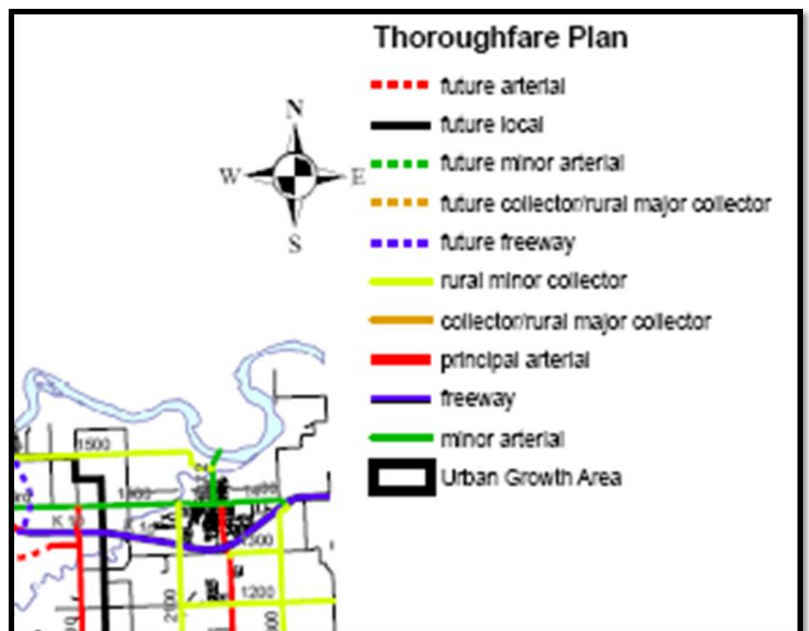 Thoroughfare Plan
future arterial
future local
future minor arterial
future collector/rural major collector
future freeway
rural minor collector
collector/rural major collector
principal arterial
freeway
minor arterial
Urban Growth Area
N
W E
S
1500
K 10
1300
1200
2100